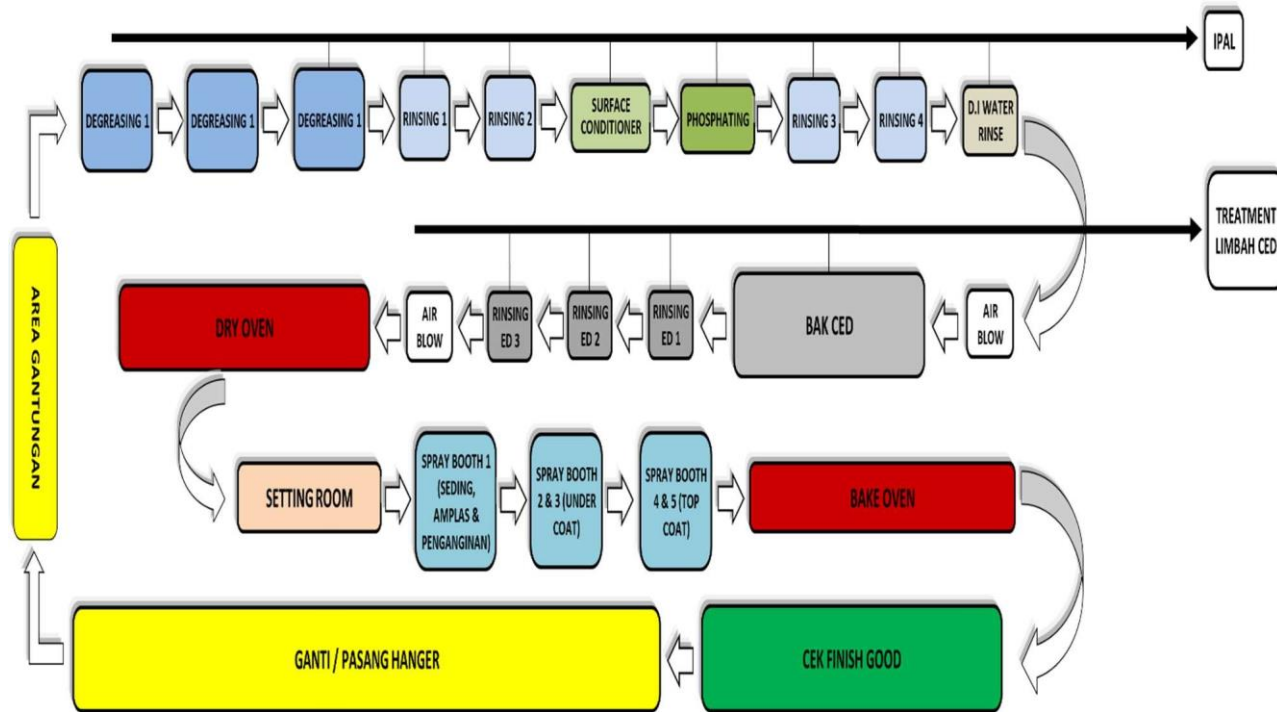 IPAL
DEGREASING 1
DEGREASING 1
DEGREASING 1
RINSING 1
RINSING 2
SURFACE
CONDITIONER
PHOSPHATING
RINSING 3
RINSING 4
D.I WATER
RINSE
TREATMENT
LIMBAH CED
AREA GANTUNGAN
DRY OVEN
AIR
BLOW
RINSING
ED 3
RINSING
ED 2
RINSING
ED 1
BAK CED
AIR
BLOW
SETTING ROOM
SPRAY BOOTH 1
(SEDING,
AMPLAS &
PENGANGINAN)
SPRAY BOOTH
2 & 3 (UNDER
COAT)
SPRAY BOOTH
4 & 5 (TOP
COAT)
BAKE OVEN
GANTI / PASANG HANGER
CEK FINISH GOOD